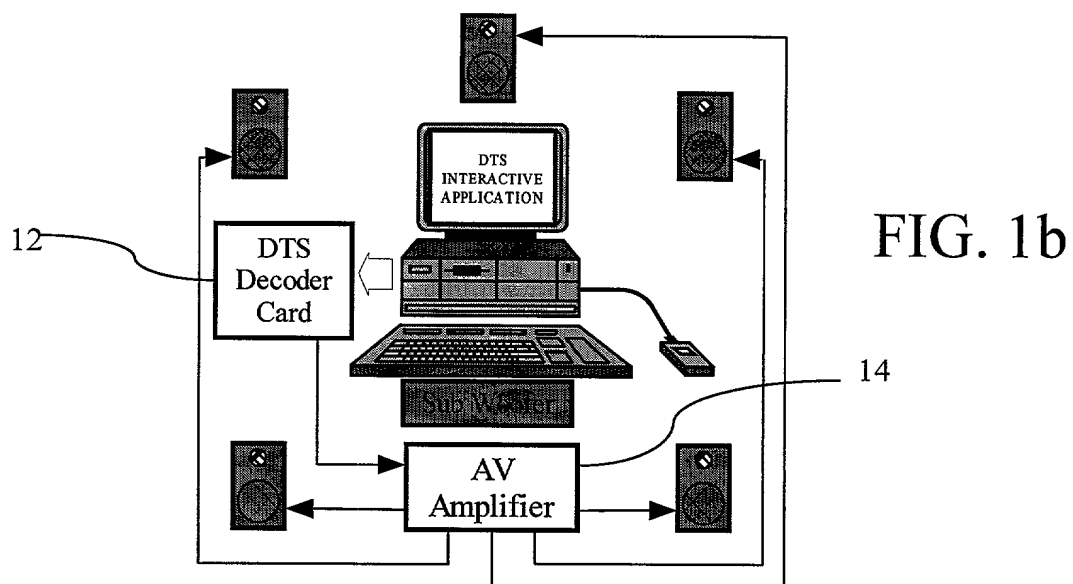 DTS
INTERACTIVE
APPLICATION
12
DTS
Decoder
Card
FIG. 1b
14
Sub Woofer
AV
Amplifier